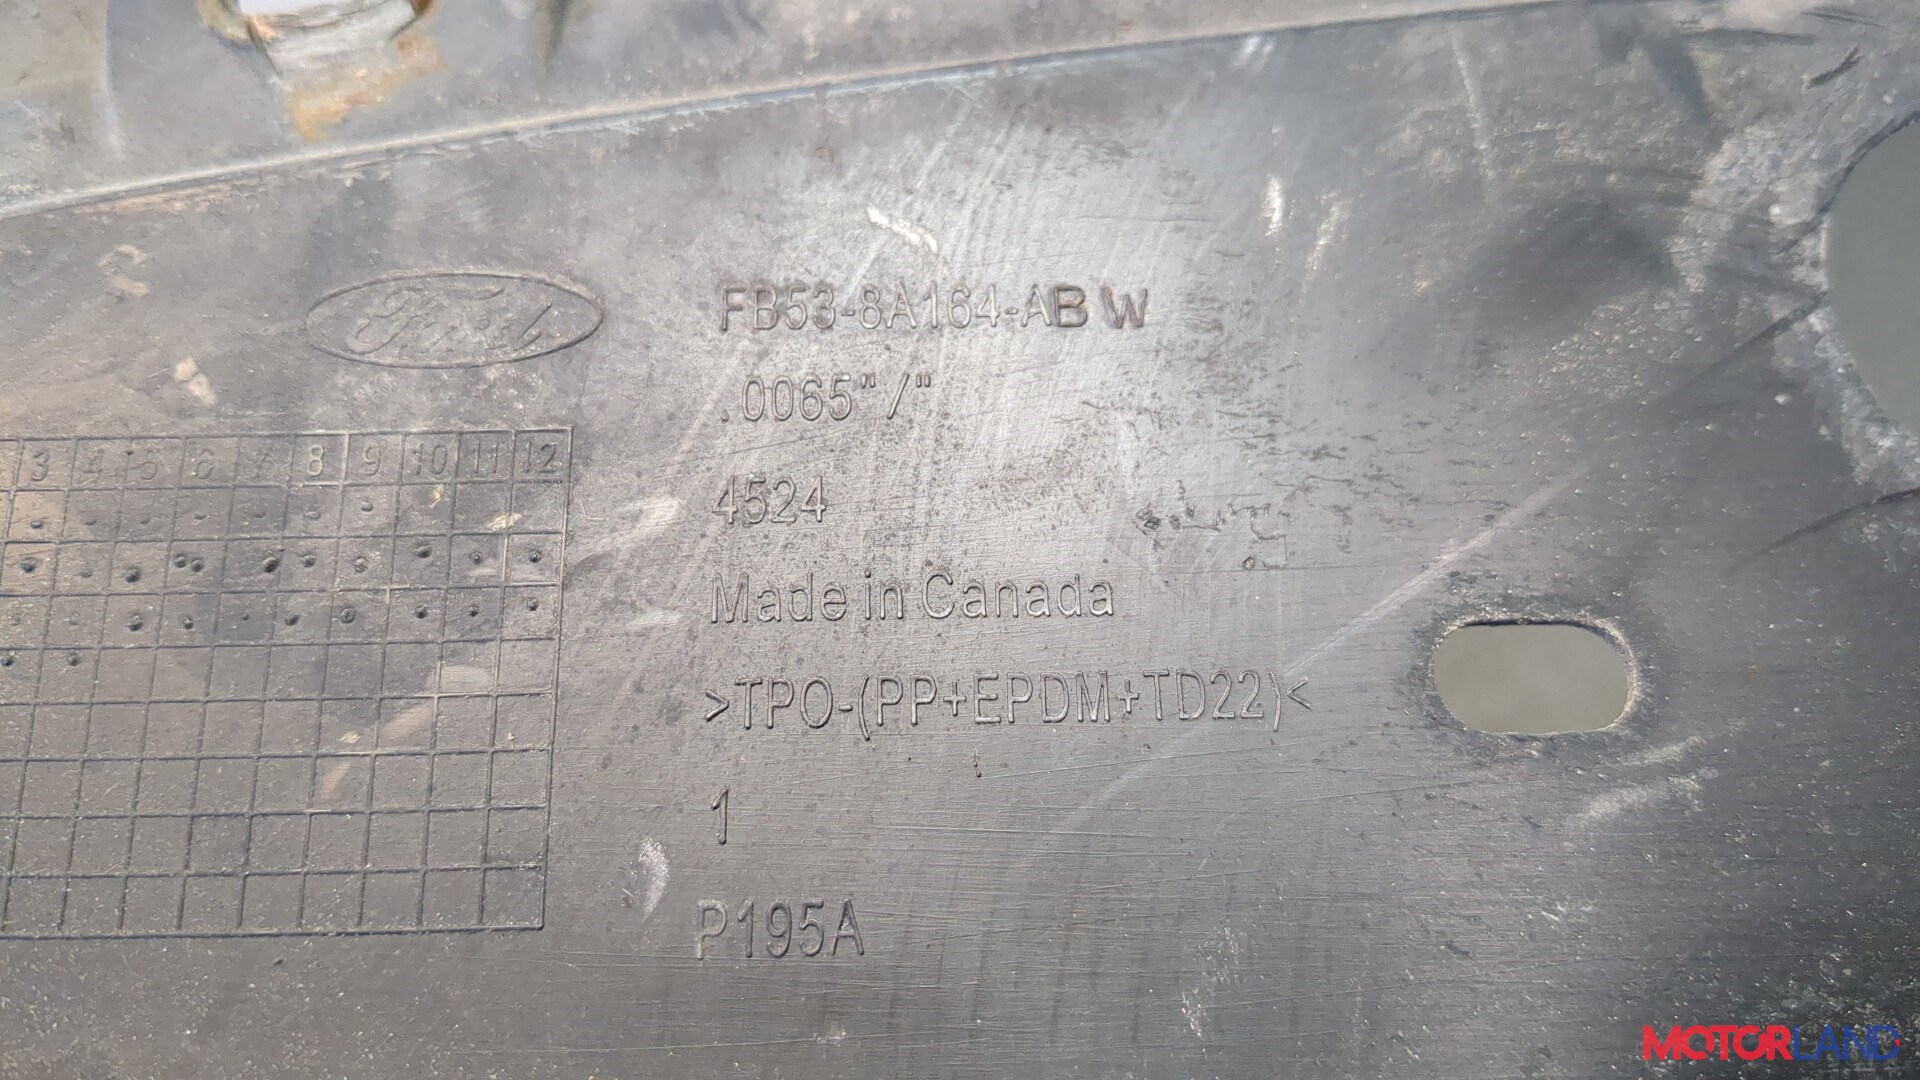 Ford
FB53-8A164-AB W
.0065" /"
3 4 5 6 7 8 9 10 11 12
4524
Made in Canada
>TPO-(PP+EPDM+TD22)<
1
P195A
MOTORLAND